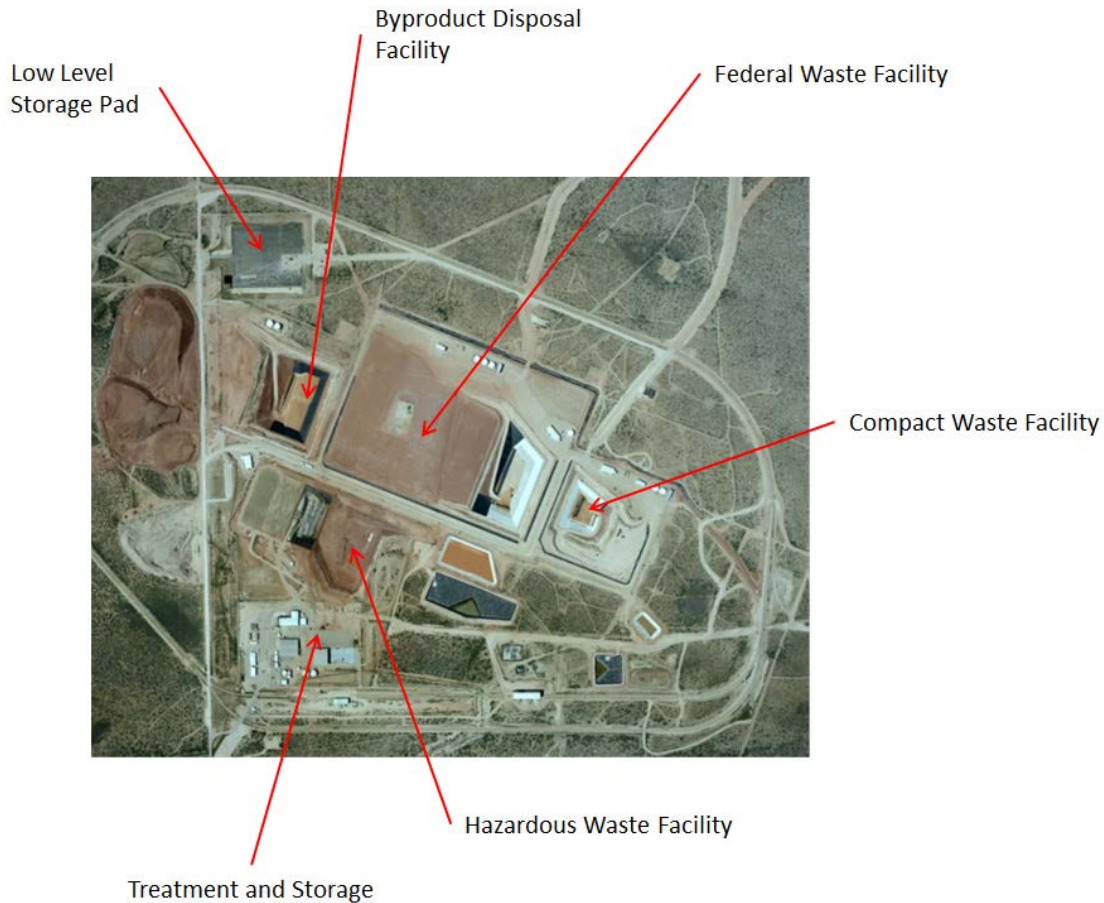 Byproduct Disposal
Facility
Low Level
Storage Pad
Federal Waste Facility
Compact Waste Facility
Hazardous Waste Facility
Treatment and Storage